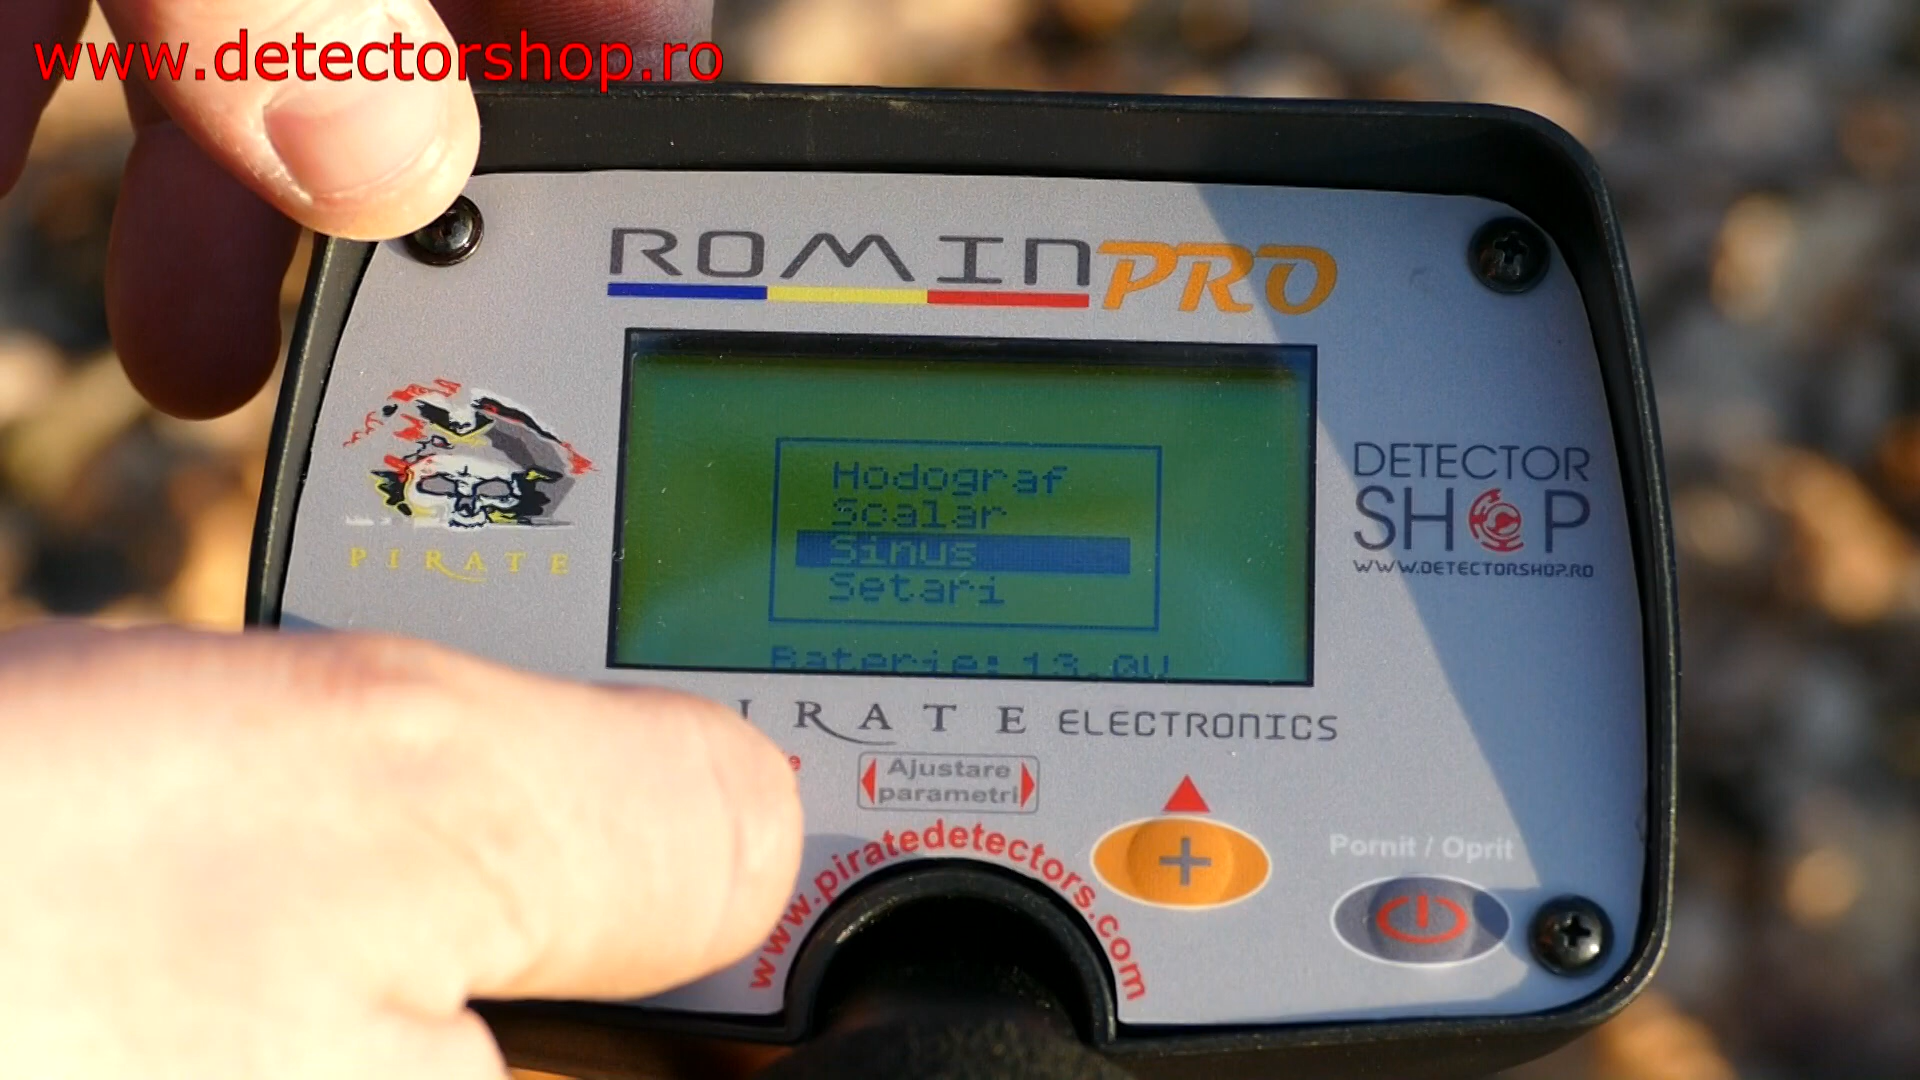 www.detectorshop.ro
ROMIN PRO
Hodograf
Scalar
Sinus
Setari
Baterie: 13.0V
PIRATE
DETECTOR
SHOP
WWW.DETECTORSHOP.RO
IRATE ELECTRONICS
Ajustare
parametri
+
Pornit / Oprit
www.piratedetectors.com